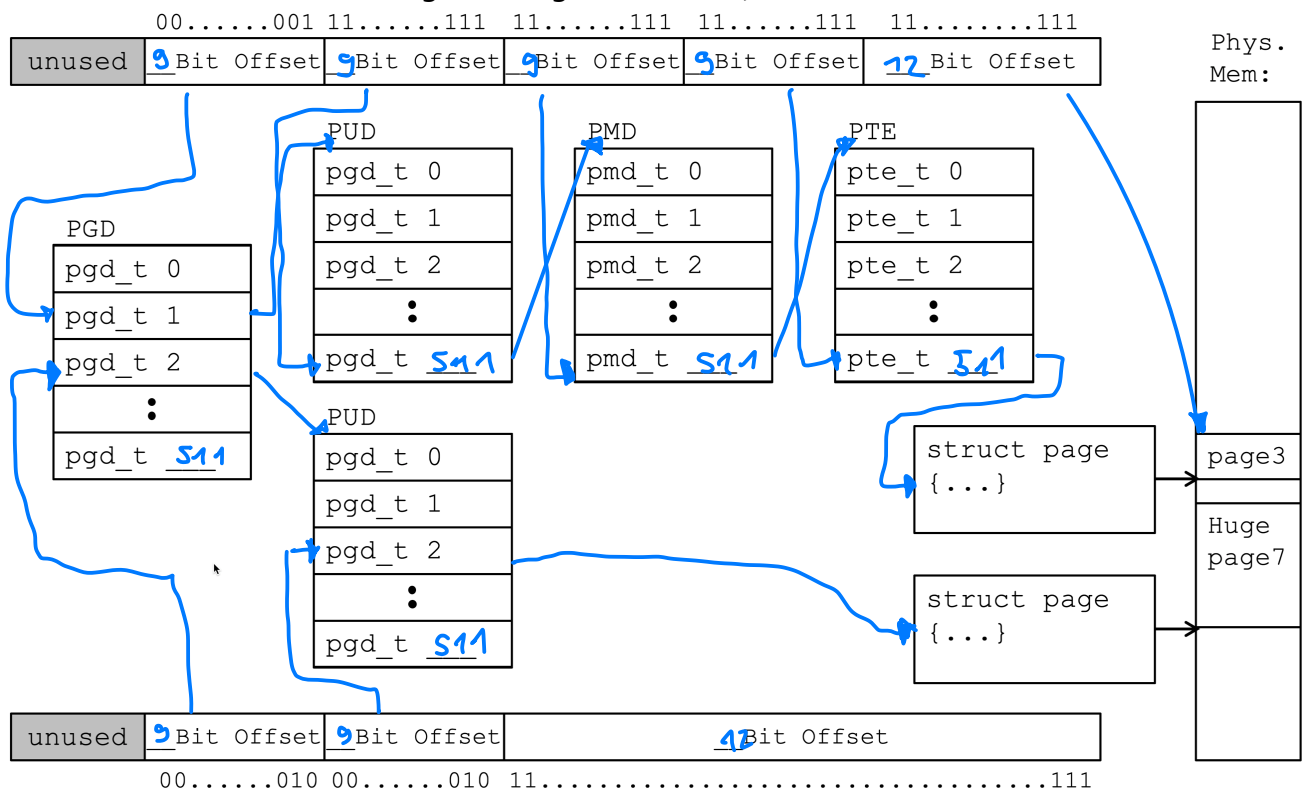 00......001 11......111 11......111 11......111 11.........111
unused 9 Bit Offset 9 Bit Offset 9 Bit Offset 9 Bit Offset 12 Bit Offset
Phys.
Mem:
PUD
pgd_t 0
pgd_t 1
pgd_t 2
pgd_t 511
PMD
pmd_t 0
pmd_t 1
pmd_t 2
pmd_t 511
PTE
pte_t 0
pte_t 1
pte_t 2
pte_t 511
PGD
pgd_t 0
pgd_t 1
pgd_t 2
pgd_t 511
PUD
pgd_t 0
pgd_t 1
pgd_t 2
pgd_t 511
struct page
{...}
page3
Huge
page7
struct page
{...}
unused 9 Bit Offset 9 Bit Offset 12 Bit Offset
00......010 00......010 11...................................111